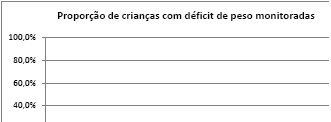 Proporção de crianças com déficit de peso monitoradas
100,0%
80,0%
60,0%
40,0%